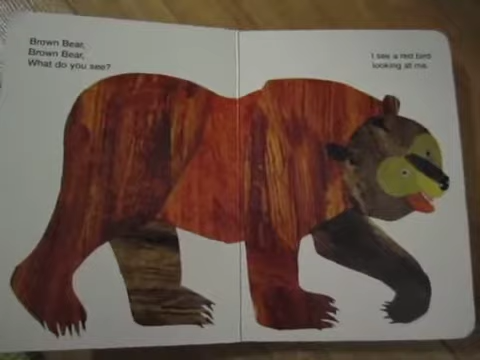 Brown Bear,
Brown Bear,
What do you see?
I see a red bird
looking at me.